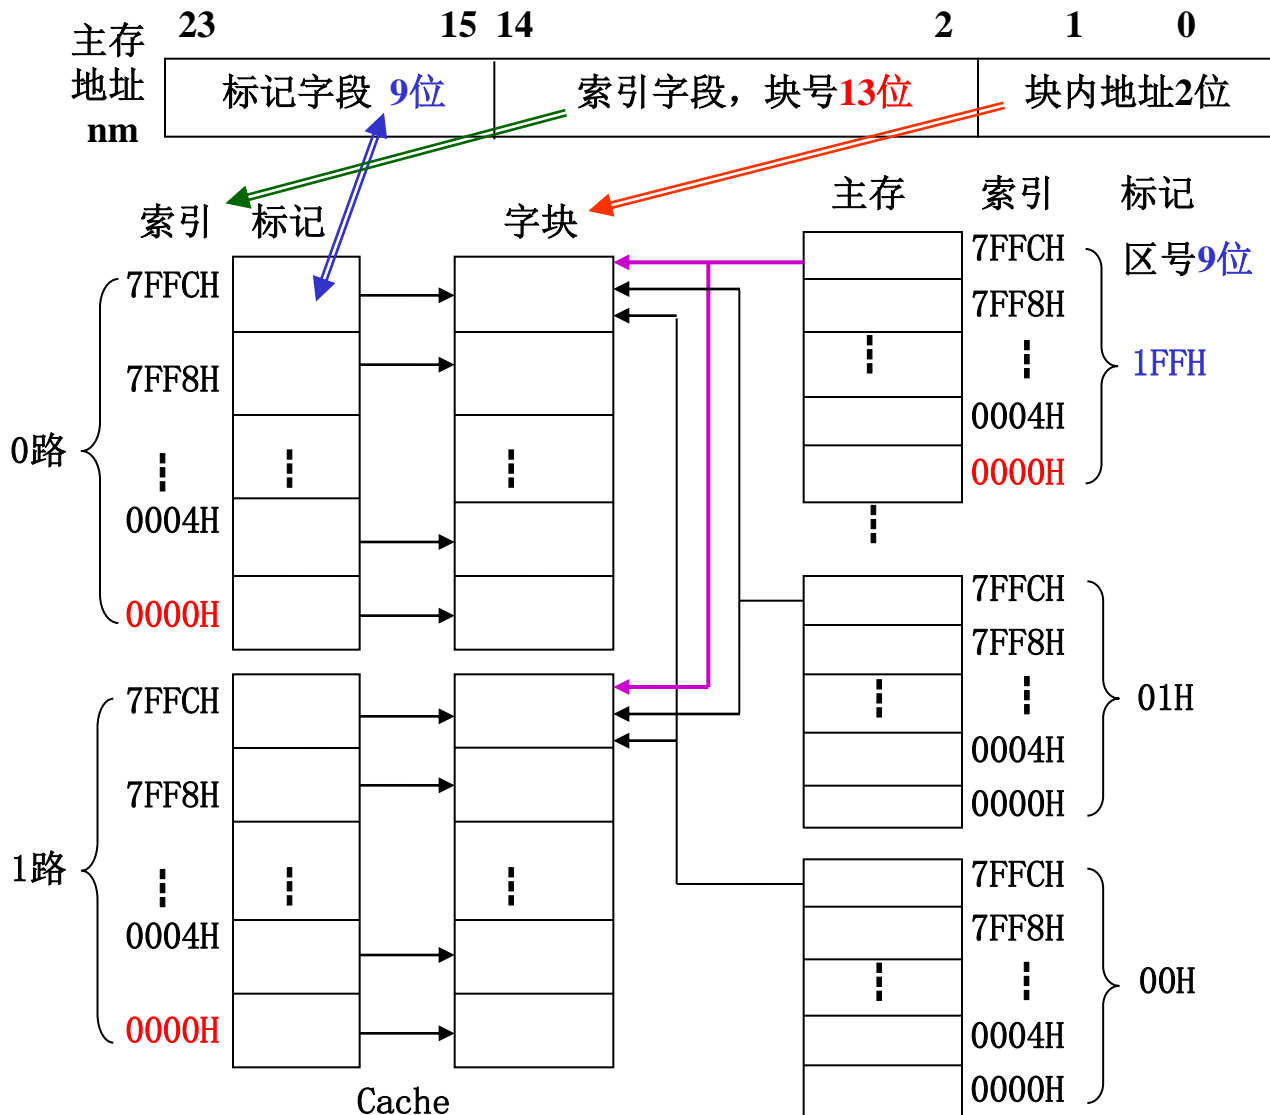 23 15 14 2 1 0
主存
地址
nm
标记字段 9位
索引字段，块号13位
块内地址2位
索引 标记 字块
主存 索引 标记
区号9位
0路
7FFCH
7FF8H
0004H
0000H
1路
7FFCH
7FF8H
0004H
0000H
Cache
7FFCH
7FF8H
0004H
0000H
1FFH
7FFCH
7FF8H
0004H
0000H
01H
7FFCH
7FF8H
0004H
0000H
00H